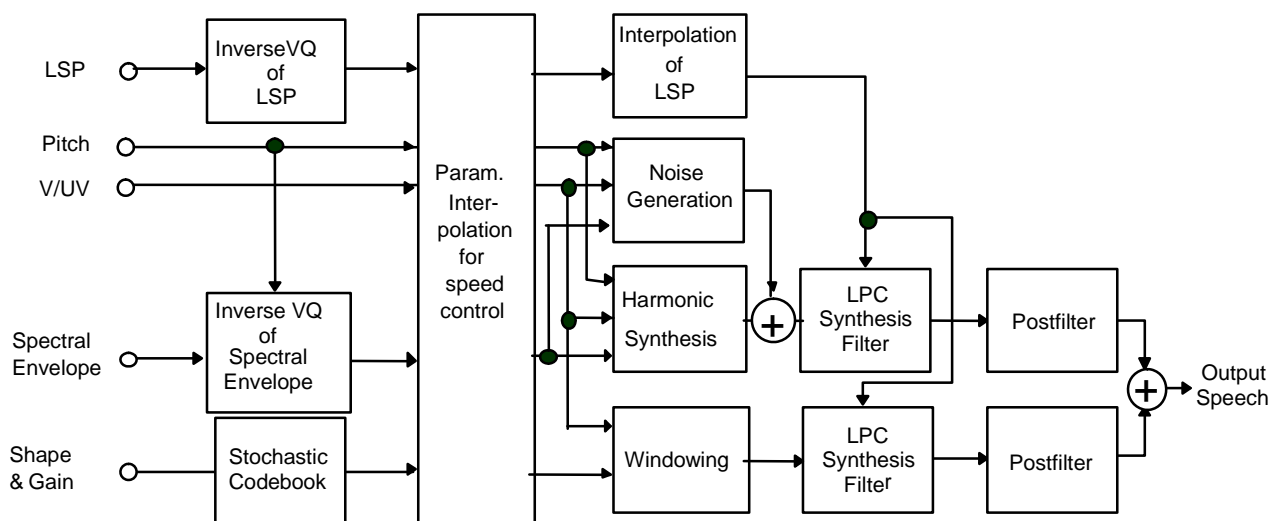 LSP
InverseVQ
of
LSP
Interpolation
of
LSP
Pitch
V/UV
Param.
Inter-
polation
for
speed
control
Noise
Generation
Spectral
Envelope
Inverse VQ
of
Spectral
Envelope
Harmonic
Synthesis
+
LPC
Synthesis
Filter
Postfilter
+
Output
Speech
Shape
& Gain
Stochastic
Codebook
Windowing
LPC
Synthesis
Filter
Postfilter